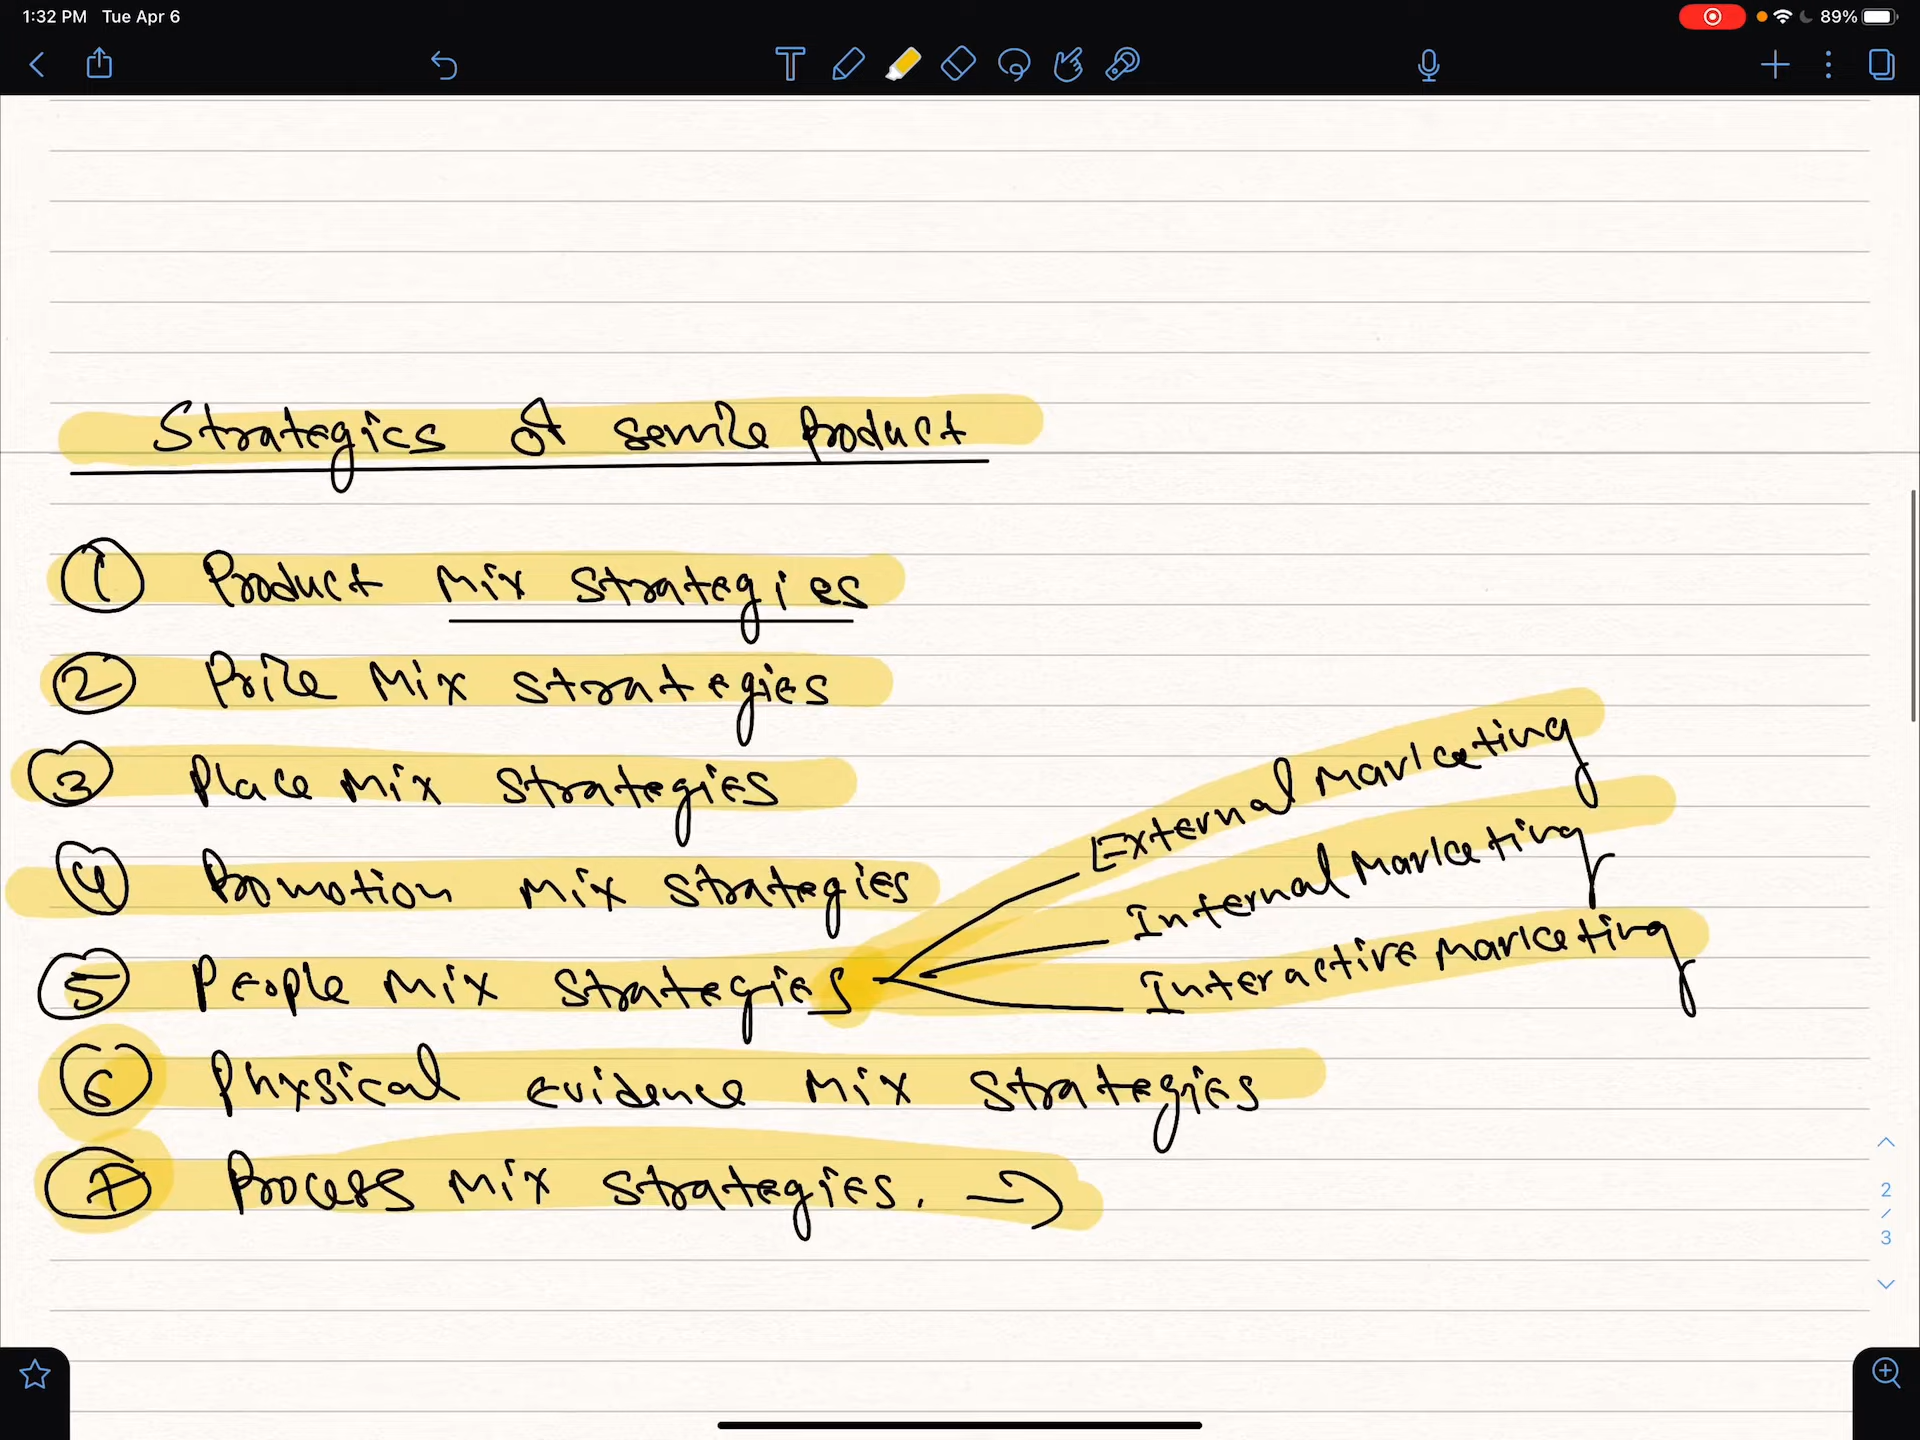 1:32 PM Tue Apr 6
89%
Strategies of service Product
1 Product Mix Strategies
2 Price Mix Strategies
3 Place Mix Strategies
4 Promotion Mix Strategies
5 People Mix Strategies
External Marketing
Internal Marketing
Interactive Marketing
6 Physical Evidence Mix Strategies
7 Process Mix Strategies.
2
/
3